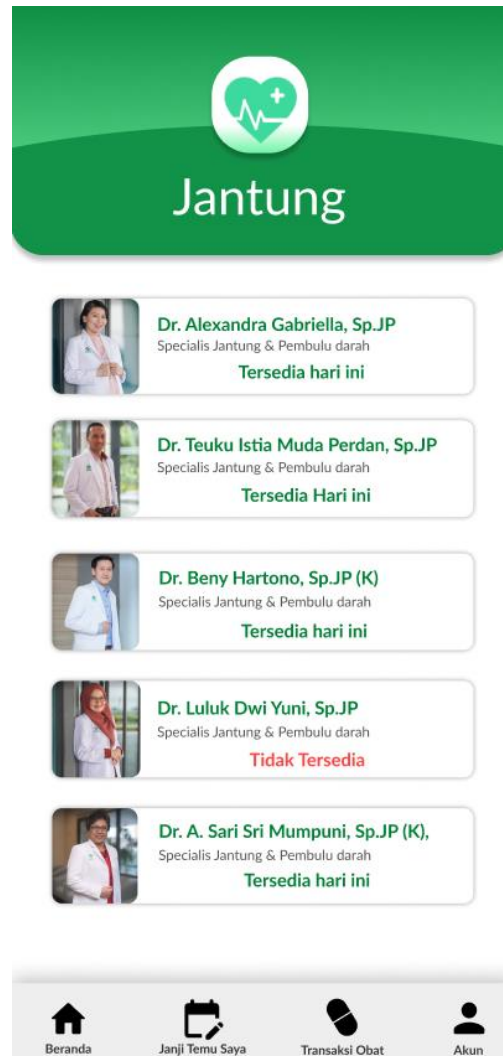 Jantung
Dr. Alexandra Gabriella, Sp.JP
Specialis Jantung & Pembulu darah
Tersedia hari ini
Dr. Teuku Istia Muda Perdan, Sp.JP
Specialis Jantung & Pembulu darah
Tersedia Hari ini
Dr. Beny Hartono, Sp.JP (K)
Specialis Jantung & Pembulu darah
Tersedia hari ini
Dr. Luluk Dwi Yuni, Sp.JP
Specialis Jantung & Pembulu darah
Tidak Tersedia
Dr. A. Sari Sri Mumpuni, Sp.JP (K),
Specialis Jantung & Pembulu darah
Tersedia hari ini
Beranda
Janji Temu Saya
Transaksi Obat
Akun